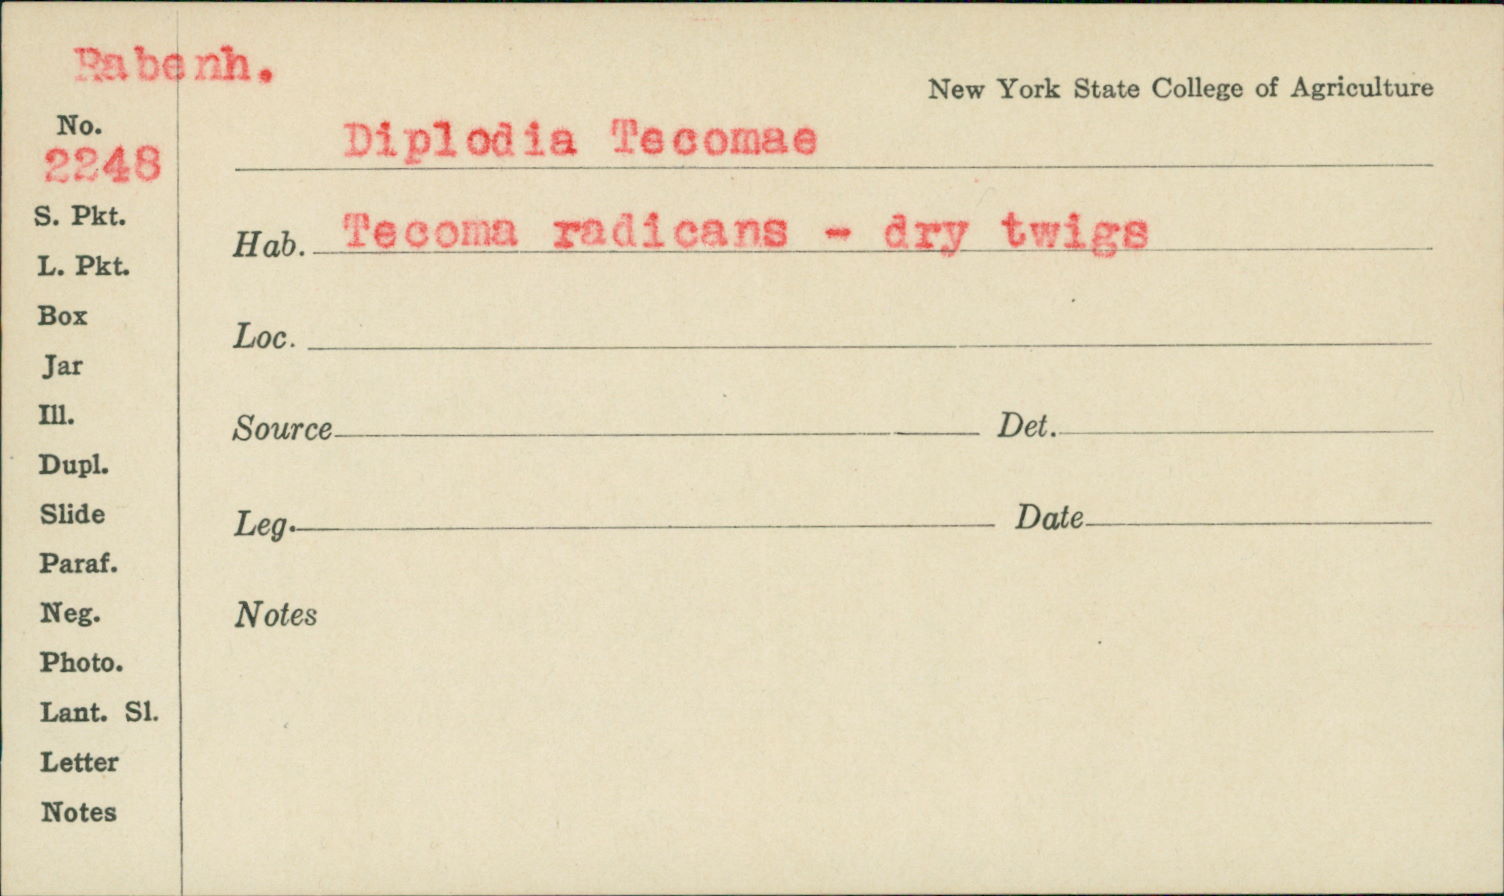 Rabenh.
New York State College of Agriculture
No.
2248
Diplodia Tecomae
S. Pkt.
Hab. Tecoma radicans - dry twigs
L. Pkt.
Box
Loc.
Jar
Ill.
Source Det.
Dupl.
Slide
Leg. Date
Paraf.
Neg.
Notes
Photo.
Lant. Sl.
Letter
Notes